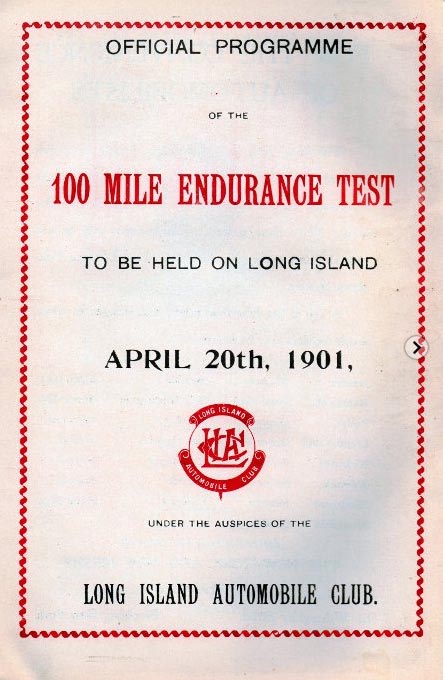 OFFICIAL PROGRAMME
OF THE
100 MILE ENDURANCE TEST
TO BE HELD ON LONG ISLAND
APRIL 20th, 1901,
LONG ISLAND
LIAC
AUTOMOBILE CLUB
UNDER THE AUSPICES OF THE
LONG ISLAND AUTOMOBILE CLUB.